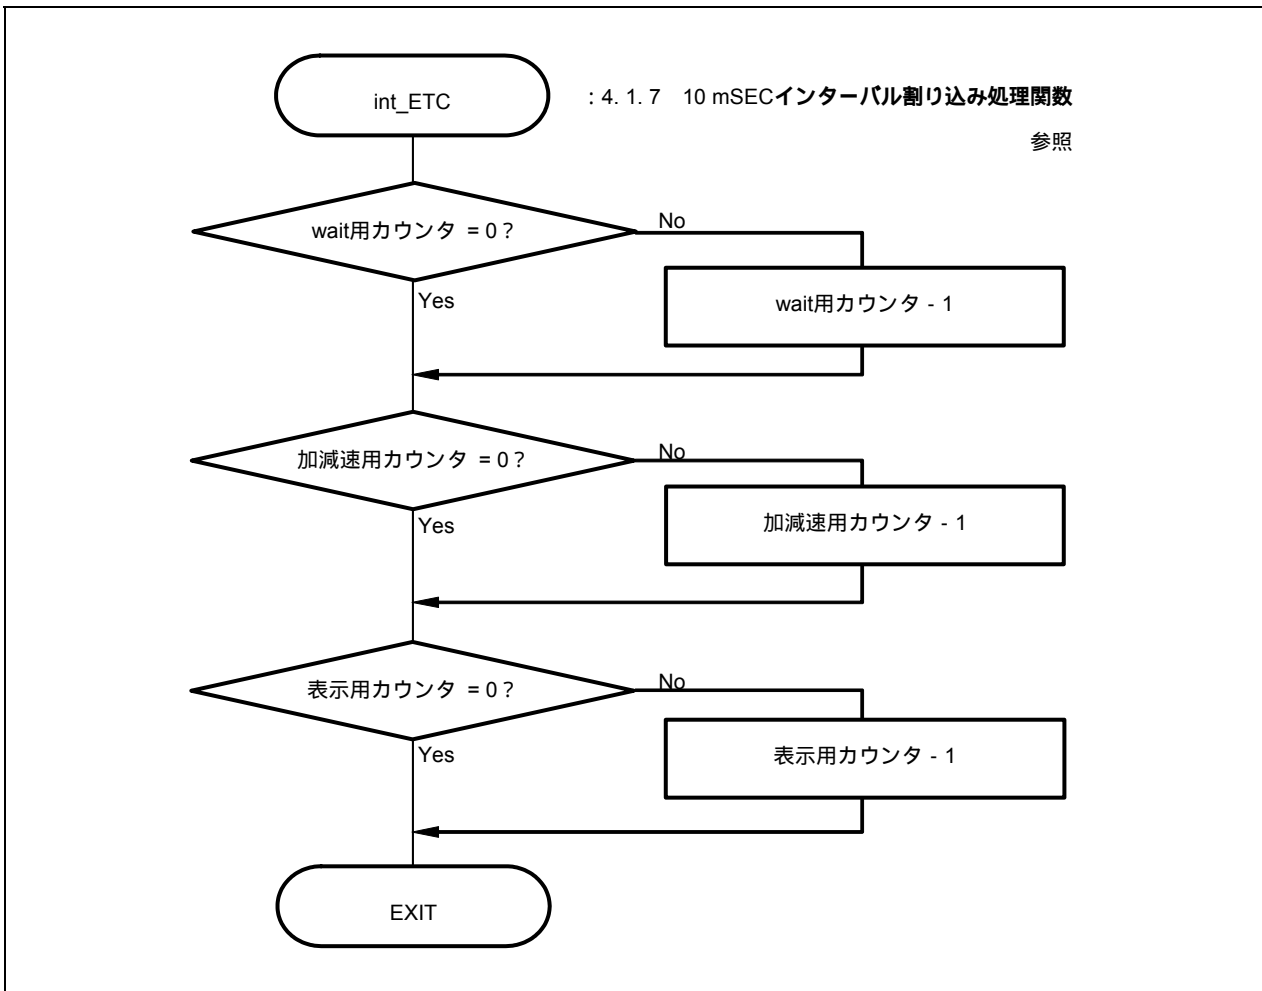 int_ETC
: 4. 1. 7 10 mSECインターバル割り込み処理関数
参照
wait用カウンタ = 0？
No
wait用カウンタ - 1
Yes
加減速用カウンタ = 0？
No
加減速用カウンタ - 1
Yes
表示用カウンタ = 0？
No
表示用カウンタ - 1
Yes
EXIT